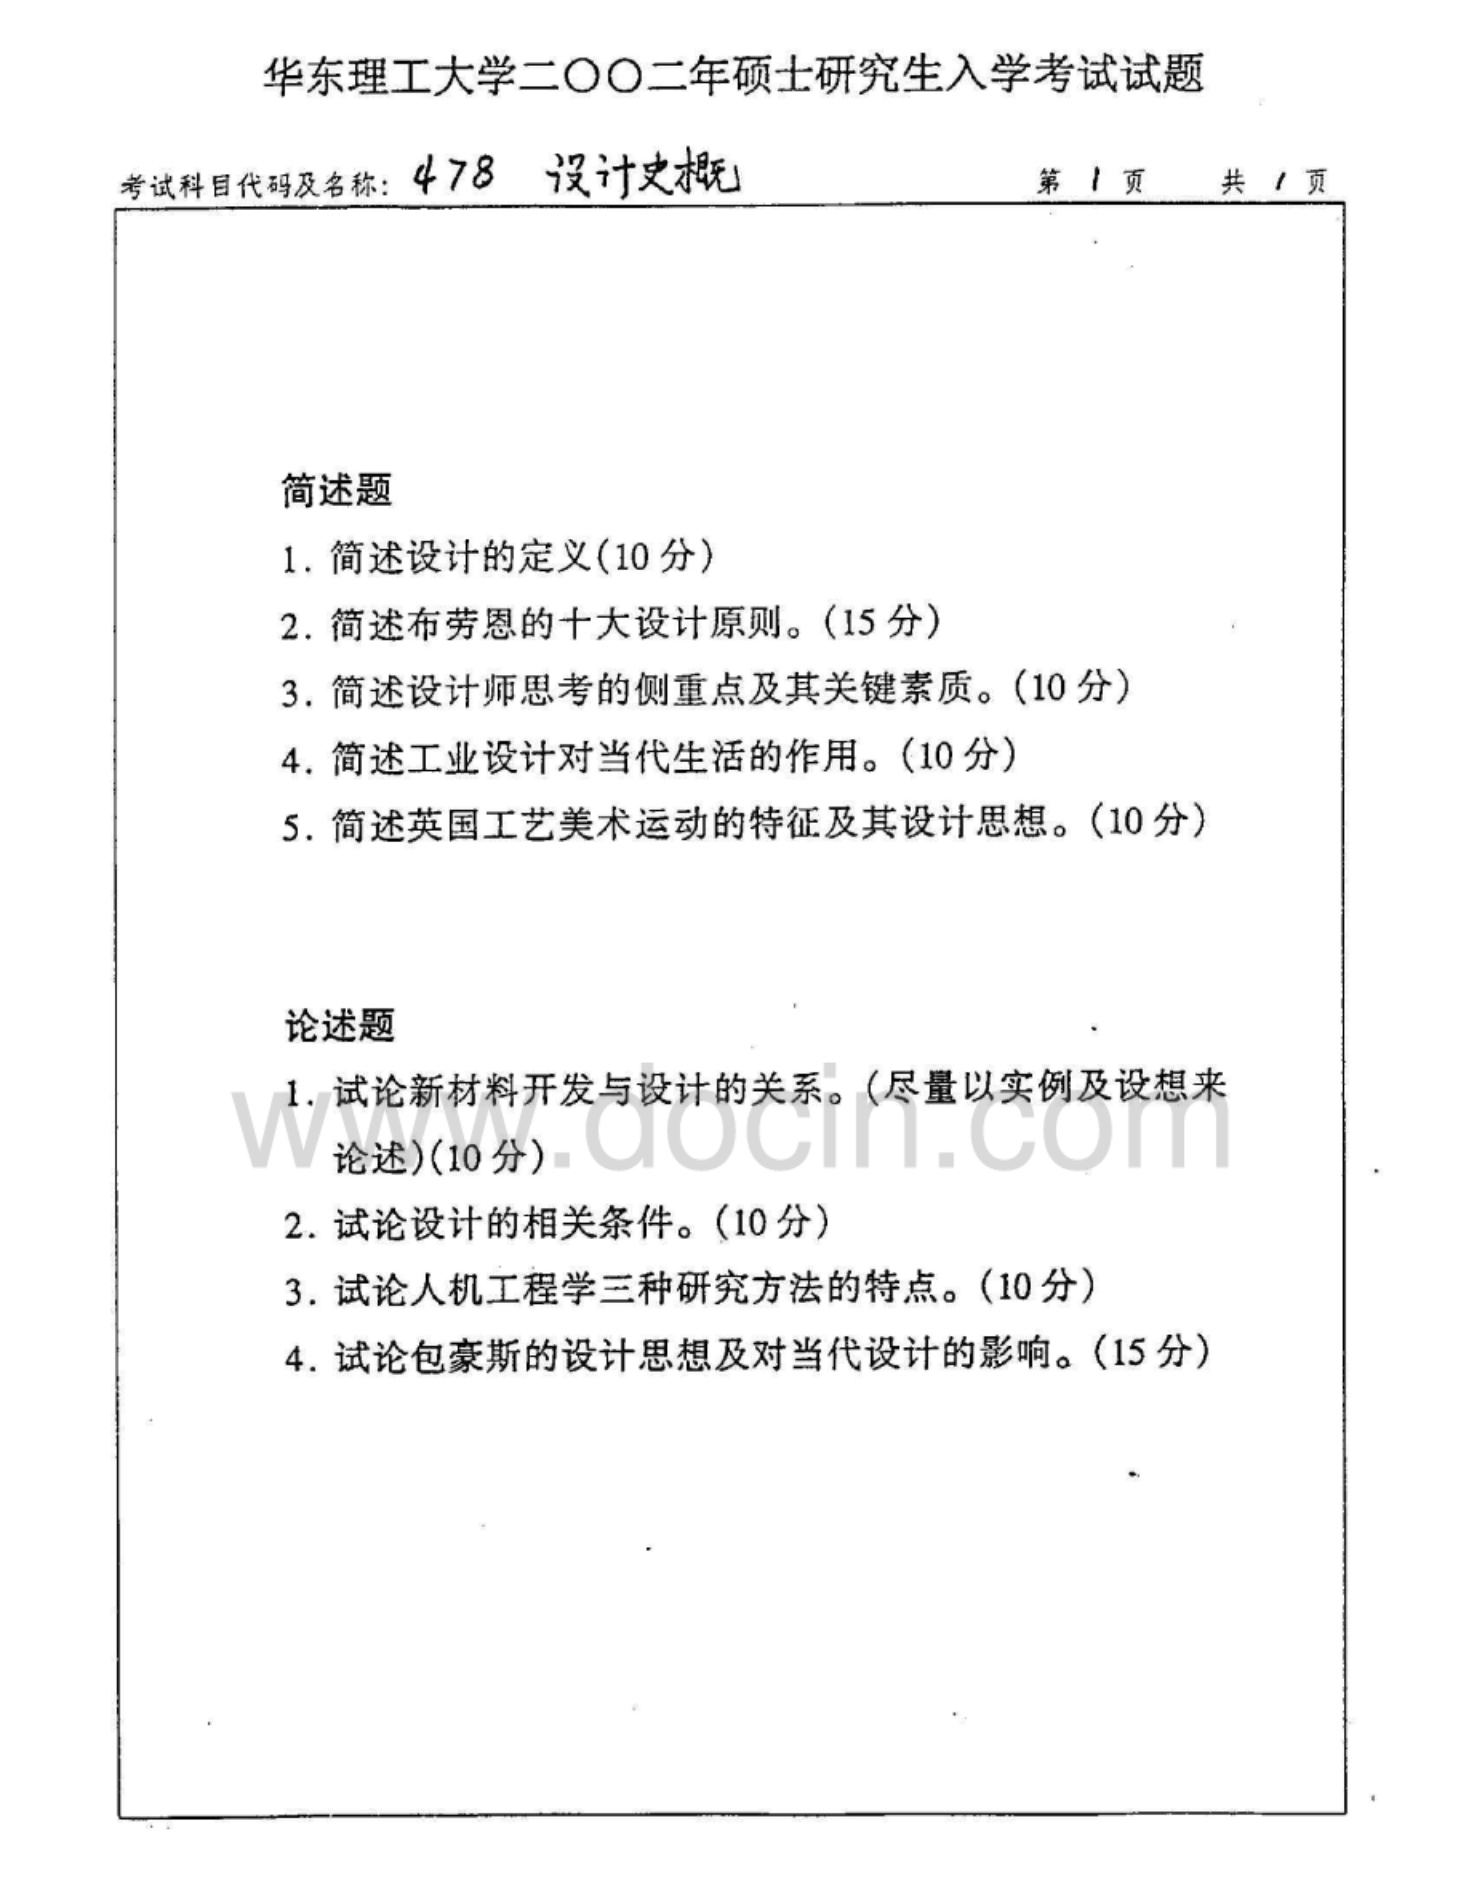 华东理工大学二〇〇二年硕士研究生入学考试试题
考试科目代码及名称: 478 设计史概 第 1 页 共 1 页
简述题
1. 简述设计的定义(10 分)
2. 简述布劳恩的十大设计原则。(15 分)
3. 简述设计师思考的侧重点及其关键素质。(10 分)
4. 简述工业设计对当代生活的作用。(10 分)
5. 简述英国工艺美术运动的特征及其设计思想。(10 分)
论述题
1. 试论新材料开发与设计的关系。(尽量以实例及设想来
论述)(10 分)
2. 试论设计的相关条件。(10 分)
3. 试论人机工程学三种研究方法的特点。(10 分)
4. 试论包豪斯的设计思想及对当代设计的影响。(15 分)
www.docin.com